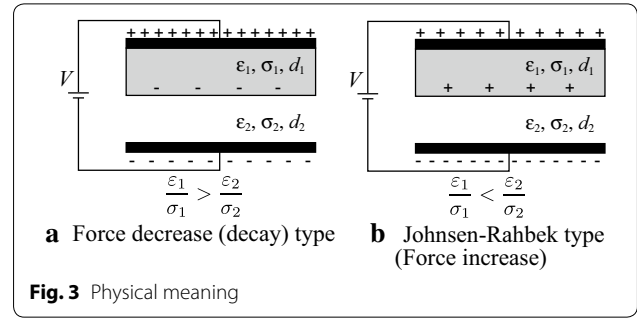 + + + + + + + + + + + +
V
ε₁, σ₁, d₁
- - - -
ε₂, σ₂, d₂
- - - - - - - - - - -
ε₁/σ₁ > ε₂/σ₂
a Force decrease (decay) type
+ + + + + + + + + +
V
ε₁, σ₁, d₁
+ + + +
ε₂, σ₂, d₂
- - - - - - - - - -
ε₁/σ₁ < ε₂/σ₂
b Johnsen-Rahbek type
(Force increase)
Fig. 3 Physical meaning